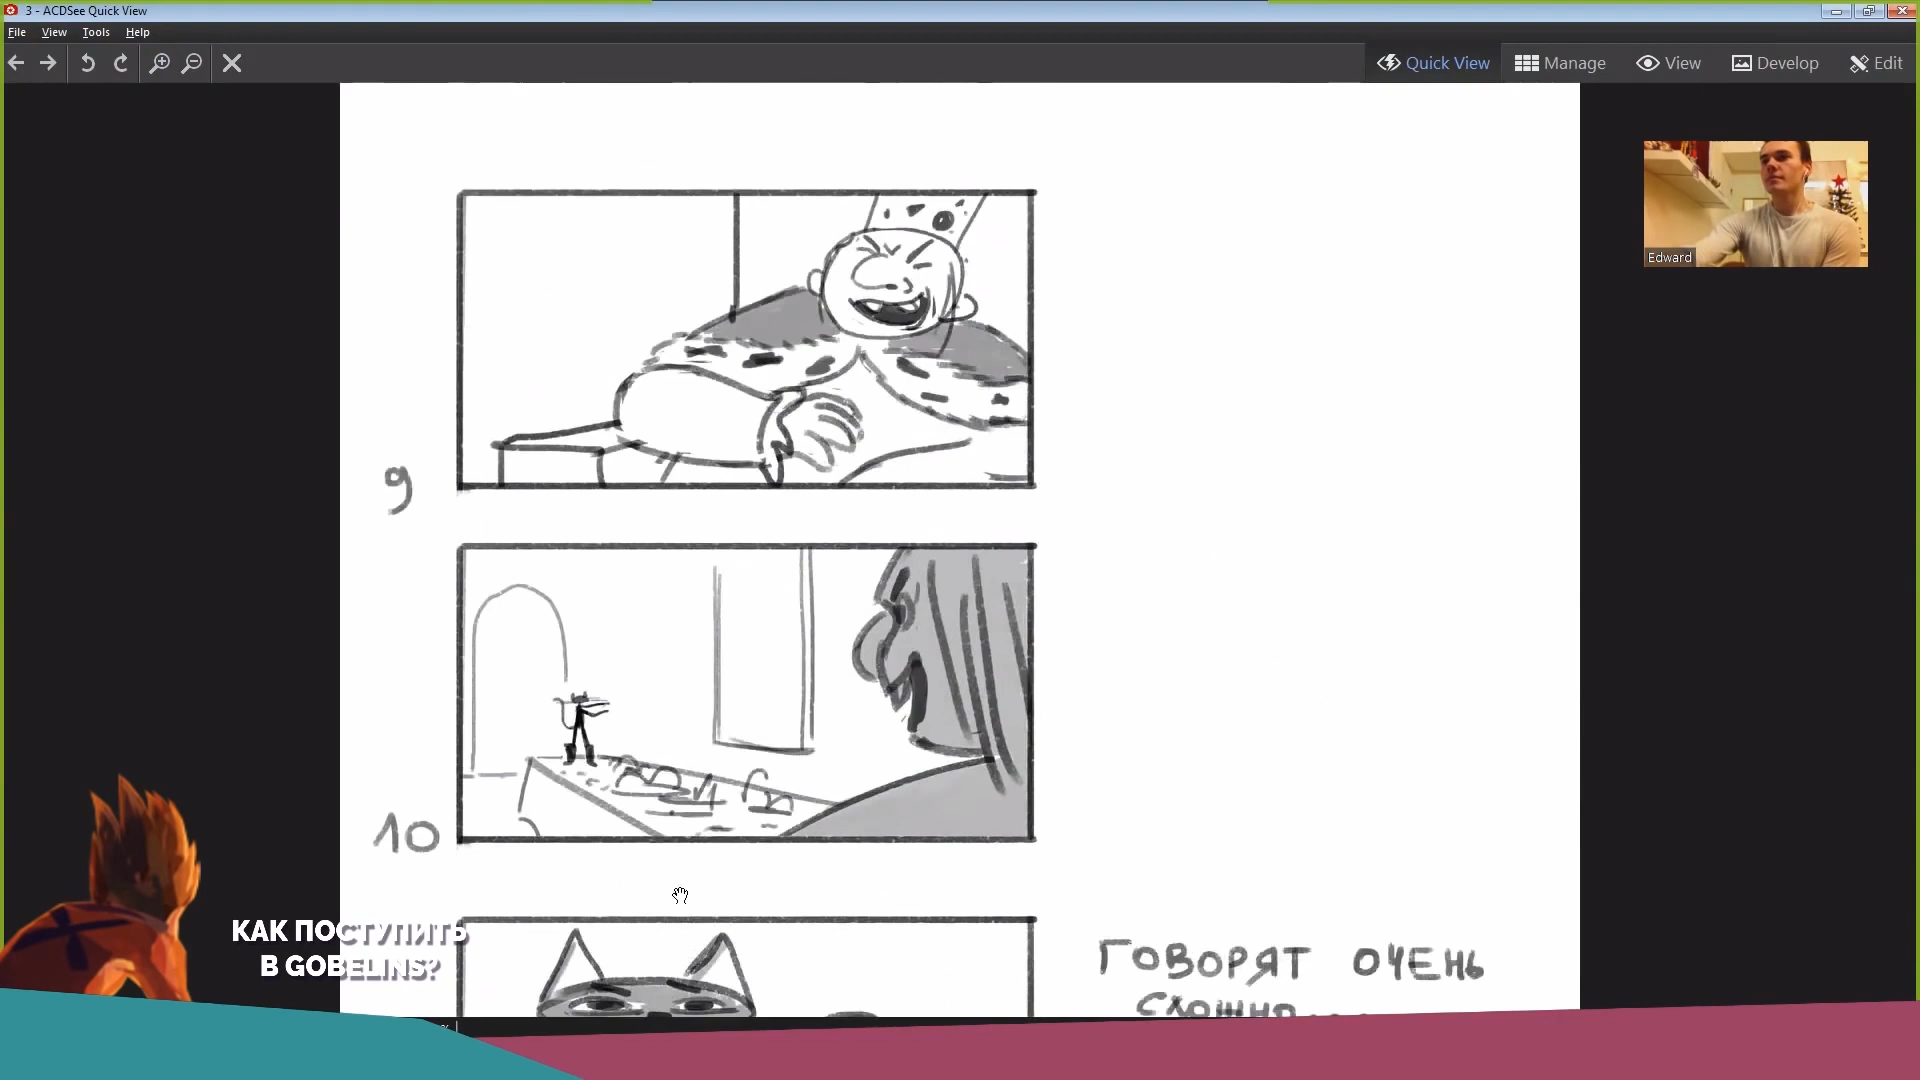 3 - ACDSee Quick View
File View Tools Help
Quick View Manage View Develop Edit
Edward
9
10
КАК ПОСТУПИТЬ
В GOBELINS?
ГОВОРЯТ ОЧЕНЬ
СЛОЖНО...